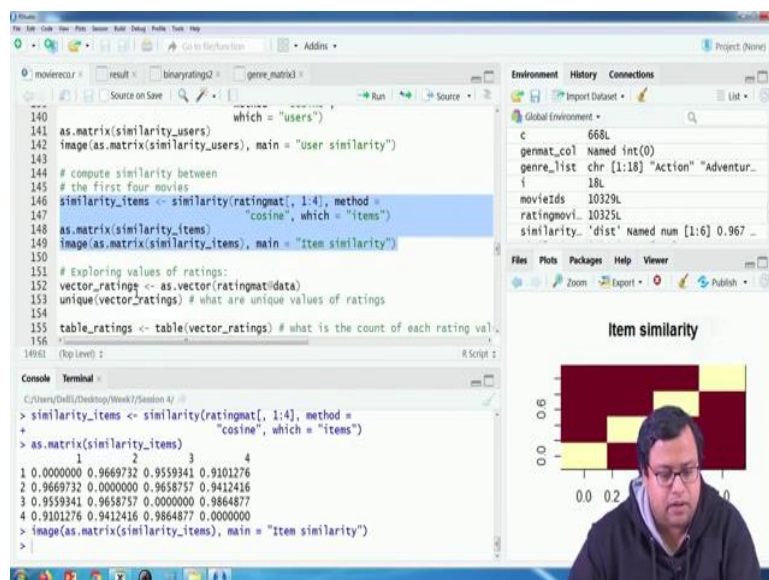 RStudio
File Edit Code View Plots Session Build Debug Profile Tools Help
Go to file/function
Addins
Project: (None)
movierec.r
result
binaryratings2
genre_matrix3
Source on Save
Run
Source
140 which = "users")
141 as.matrix(similarity_users)
142 image(as.matrix(similarity_users), main = "User similarity")
143
144 # compute similarity between
145 # the first four movies
146 similarity_items <- similarity(ratingmat[, 1:4], method =
147 "cosine", which = "items")
148 as.matrix(similarity_items)
149 image(as.matrix(similarity_items), main = "Item similarity")
150
151 # Exploring values of ratings:
152 vector_ratings <- as.vector(ratingmat@data)
153 unique(vector_ratings) # what are unique values of ratings
154
155 table_ratings <- table(vector_ratings) # what is the count of each rating val
156
149:61 (Top Level)
R Script
Console Terminal
C:/Users/Dell5/Desktop/Week7/Session 4/
> similarity_items <- similarity(ratingmat[, 1:4], method =
+ "cosine", which = "items")
> as.matrix(similarity_items)
1 2 3 4
1 0.0000000 0.9669732 0.9559341 0.9101276
2 0.9669732 0.0000000 0.9658757 0.9412416
3 0.9559341 0.9658757 0.0000000 0.9864877
4 0.9101276 0.9412416 0.9864877 0.0000000
> image(as.matrix(similarity_items), main = "Item similarity")
>
Environment History Connections
Import Dataset
List
Global Environment
c 668L
genmat_col Named int(0)
genre_list chr [1:18] "Action" "Adventur…
i 18L
movieIds 10329L
ratingmovi… 10325L
similarity_… 'dist' Named num [1:6] 0.967 …
Files Plots Packages Help Viewer
Zoom Export Publish
Item similarity
0.6
0.0
0.0 0.2